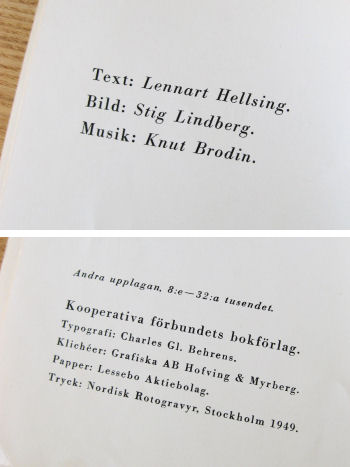 Text: Lennart Hellsing.
Bild: Stig Lindberg.
Musik: Knut Brodin.
Andra upplagan. 8:e—32:a tusendet.
Kooperativa förbundets bokförlag.
Typografi: Charles Gl. Behrens.
Klichéer: Grafiska AB Hofving & Myrberg.
Papper: Lessebo Aktiebolag.
Tryck: Nordisk Rotogravyr, Stockholm 1949.